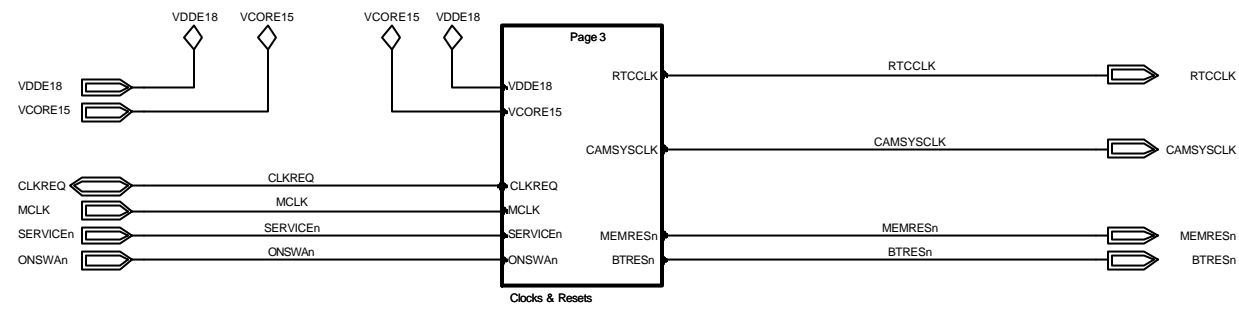 VDDE18 VCORE15 VCORE15 VDDE18
Page 3
RTCCLK RTCCLK RTCCLK
VDDE18 VDDE18
VCORE15 VCORE15
CAMSYSCLK CAMSYSCLK CAMSYSCLK
CLKREQ CLKREQ CLKREQ
MCLK MCLK MCLK
SERVICEn SERVICEn SERVICEn MEMRESn MEMRESn MEMRESn
ONSWAn ONSWAn ONSWAn BTRESn BTRESn BTRESn
Clocks & Resets